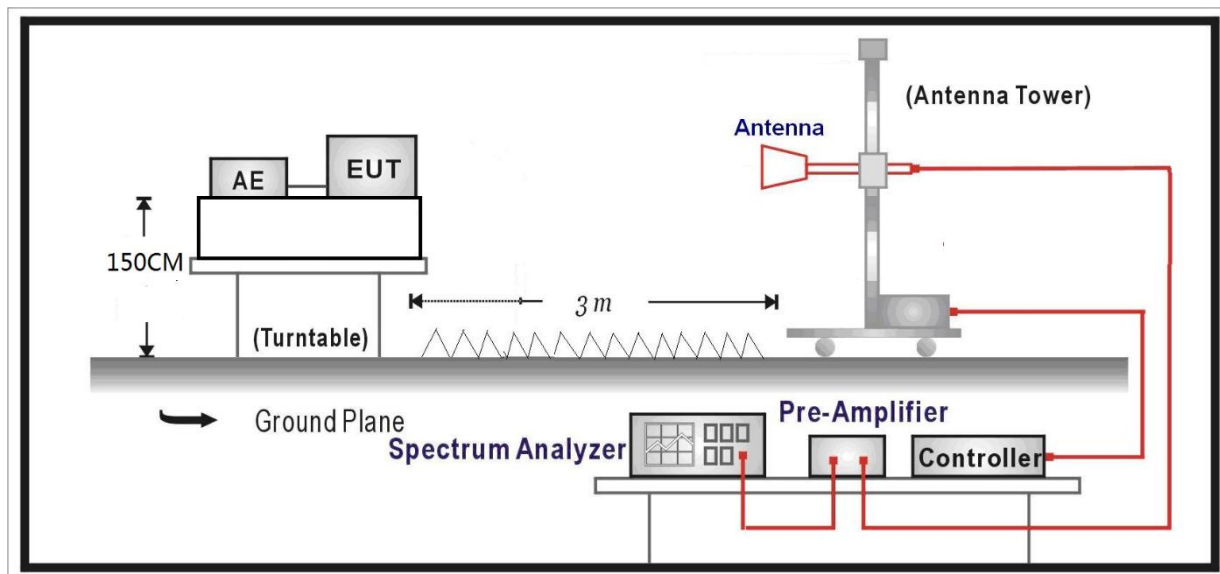 (Antenna Tower)
Antenna
AE
EUT
150CM
3 m
(Turntable)
Ground Plane
Pre-Amplifier
Spectrum Analyzer
Controller